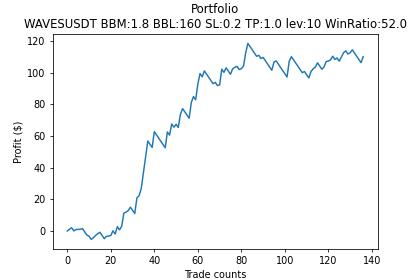 Portfolio
WAVESUSDT BBM:1.8 BBL:160 SL:0.2 TP:1.0 lev:10 WinRatio:52.0
120
100
80
60
40
20
0
Profit ($)
0 20 40 60 80 100 120 140
Trade counts